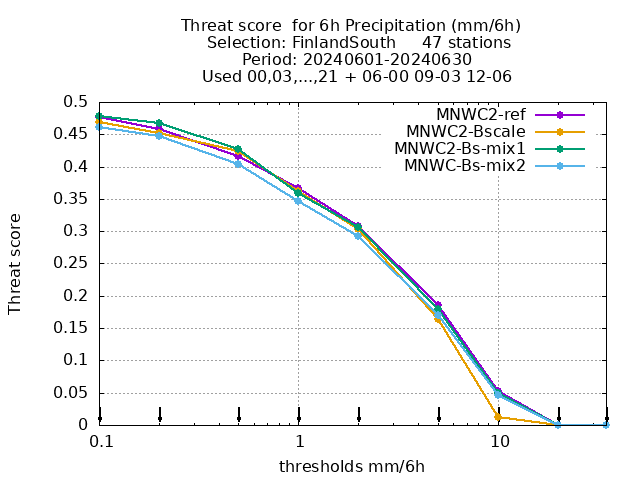 Threat score  for 6h Precipitation (mm/6h)
Selection: FinlandSouth     47 stations
Period: 20240601-20240630
Used 00,03,...,21 + 06-00 09-03 12-06
MNWC2-ref
MNWC2-Bscale
MNWC2-Bs-mix1
MNWC-Bs-mix2
Threat score
0.5
0.45
0.4
0.35
0.3
0.25
0.2
0.15
0.1
0.05
0
0.1 1 10
thresholds mm/6h